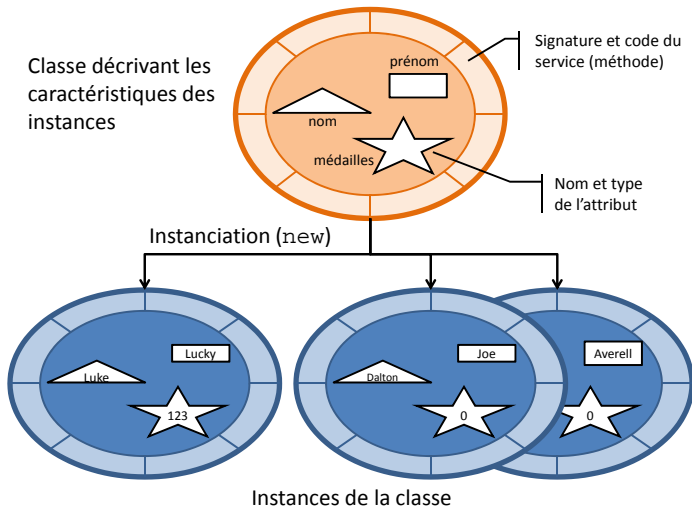 Classe décrivant les
caractéristiques des
instances
prénom
nom
médailles
Signature et code du
service (méthode)
Nom et type
de l'attribut
Instanciation (new)
Lucky
Luke
123
Joe
Dalton
0
Averell
0
Instances de la classe